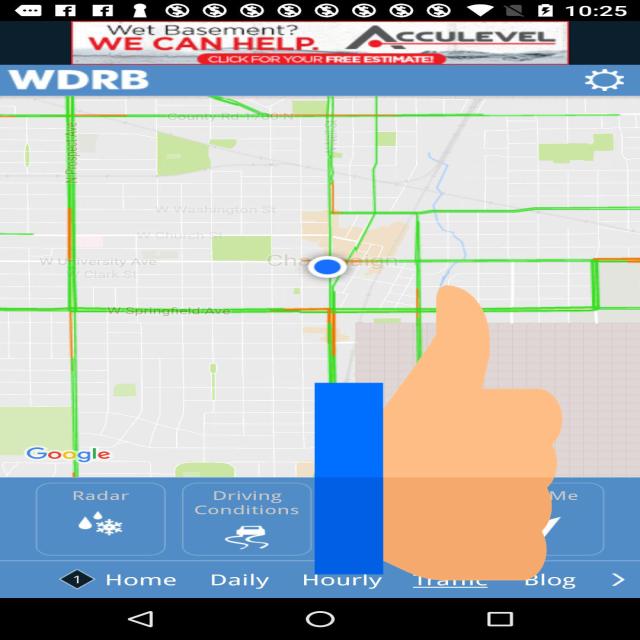 10:25
Wet Basement?
WE CAN HELP.
ACCULEVEL
CLICK FOR YOUR FREE ESTIMATE!
WDRB
County Rd 1700 N
N Prospect Ave
W Washington St
W Church St
W University Ave
W Clark St
W Springfield Ave
Google
Radar
Driving
Conditions
Me
1
Home
Daily
Hourly
Traffic
Blog